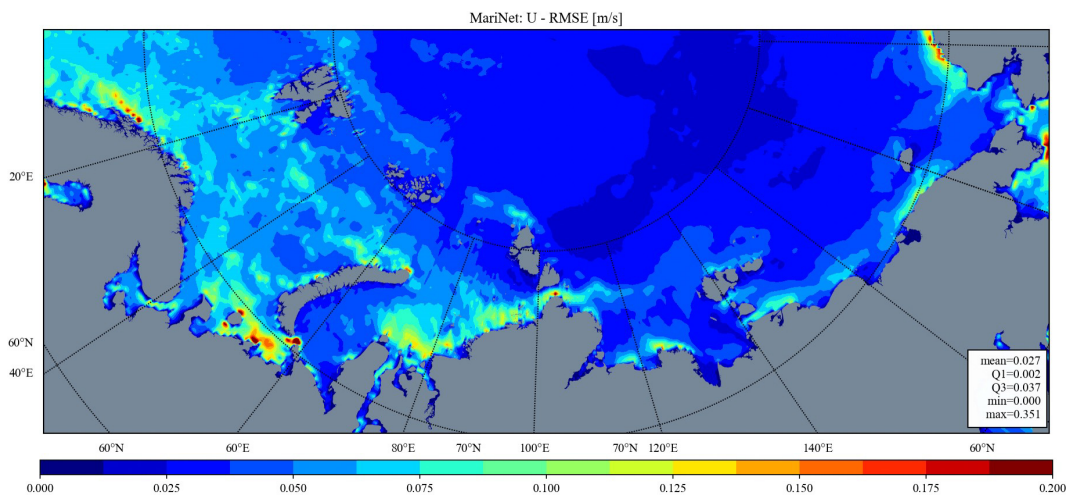 MariNet: U - RMSE [m/s]
20°E
60°N
40°E
mean=0.027
Q1=0.002
Q3=0.037
min=0.000
max=0.351
60°N 60°E 80°E 70°N 100°E 70°N 120°E 140°E 60°N
0.000 0.025 0.050 0.075 0.100 0.125 0.150 0.175 0.200